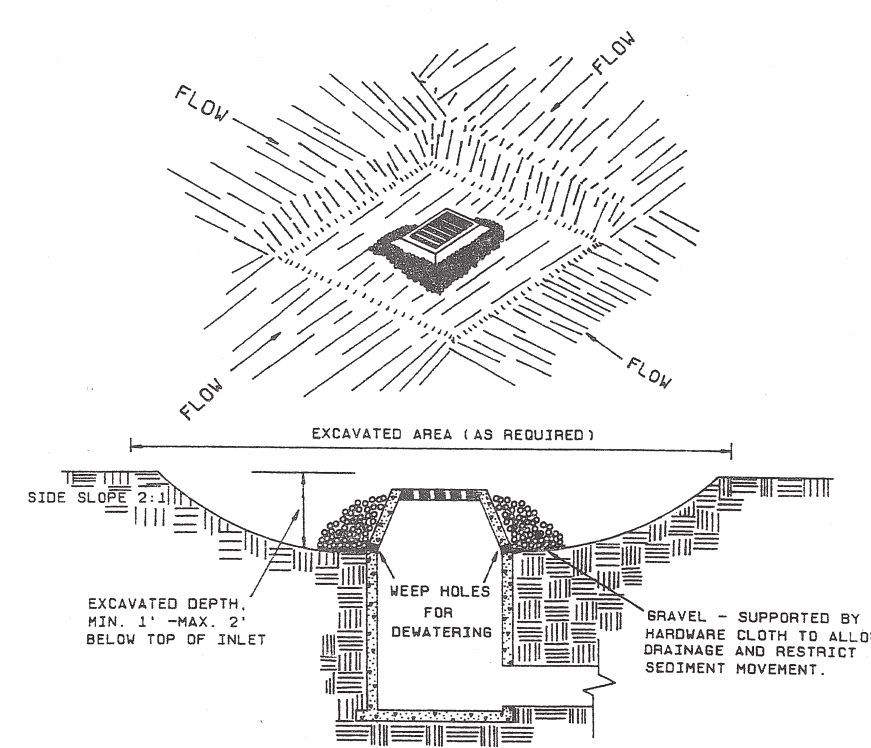 FLOW
FLOW
FLOW
FLOW
EXCAVATED AREA (AS REQUIRED)
SIDE SLOPE 2:1
EXCAVATED DEPTH,
MIN. 1' -MAX. 2'
BELOW TOP OF INLET
WEEP HOLES
FOR
DEWATERING
GRAVEL - SUPPORTED BY
HARDWARE CLOTH TO ALLO
DRAINAGE AND RESTRICT
SEDIMENT MOVEMENT.